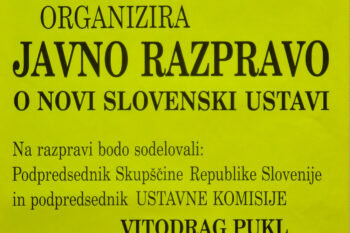 ORGANIZIRA
JAVNO RAZPRAVO
O NOVI SLOVENSKI USTAVI
Na razpravi bodo sodelovali:
Podpredsednik Skupščine Republike Slovenije
in podpredsednik USTAVNE KOMISIJE
VITODRAG PUKL